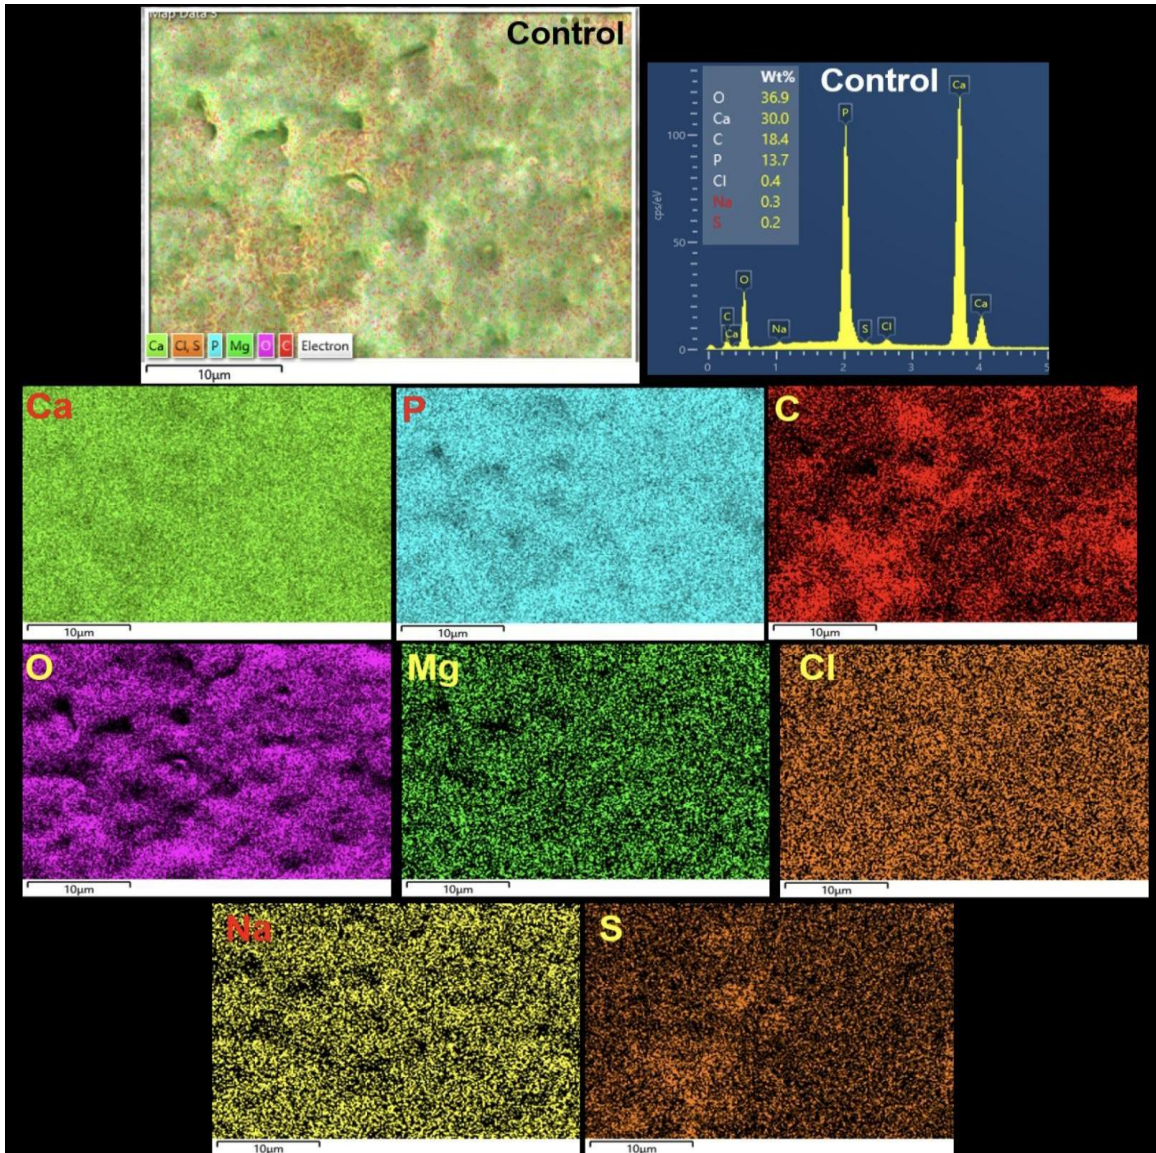 Map Data 3
Control
Ca Cl, S P Mg O C Electron
10µm
Control
Wt%
O 36.9
Ca 30.0
C 18.4
P 13.7
Cl 0.4
Na 0.3
S 0.2
cps/eV
100
50
0
Ca
P
O
C
Ca
Na
S
Cl
Ca
0 1 2 3 4 5
Ca
10µm
P
10µm
C
10µm
O
10µm
Mg
10µm
Cl
10µm
Na
10µm
S
10µm